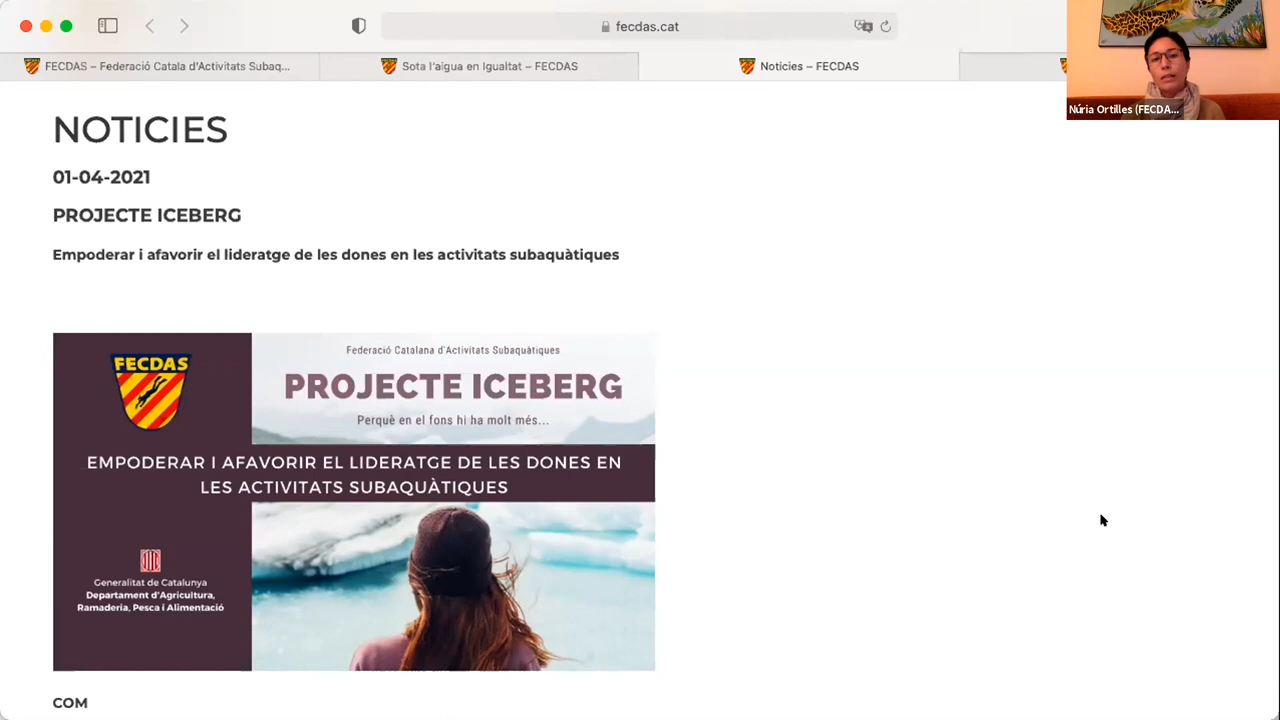 fecdas.cat
FECDAS – Federació Catala d'Activitats Subaq...
Sota l'aigua en Igualtat – FECDAS
Noticies – FECDAS
Núria Ortilles (FECDA...
NOTICIES
01-04-2021
PROJECTE ICEBERG
Empoderar i afavorir el lideratge de les dones en les activitats subaquàtiques
FECDAS
Federació Catalana d'Activitats Subaquàtiques
PROJECTE ICEBERG
Perquè en el fons hi ha molt més...
EMPODERAR I AFAVORIR EL LIDERATGE DE LES DONES EN
LES ACTIVITATS SUBAQUÀTIQUES
Generalitat de Catalunya
Departament d'Agricultura,
Ramaderia, Pesca i Alimentació
COM